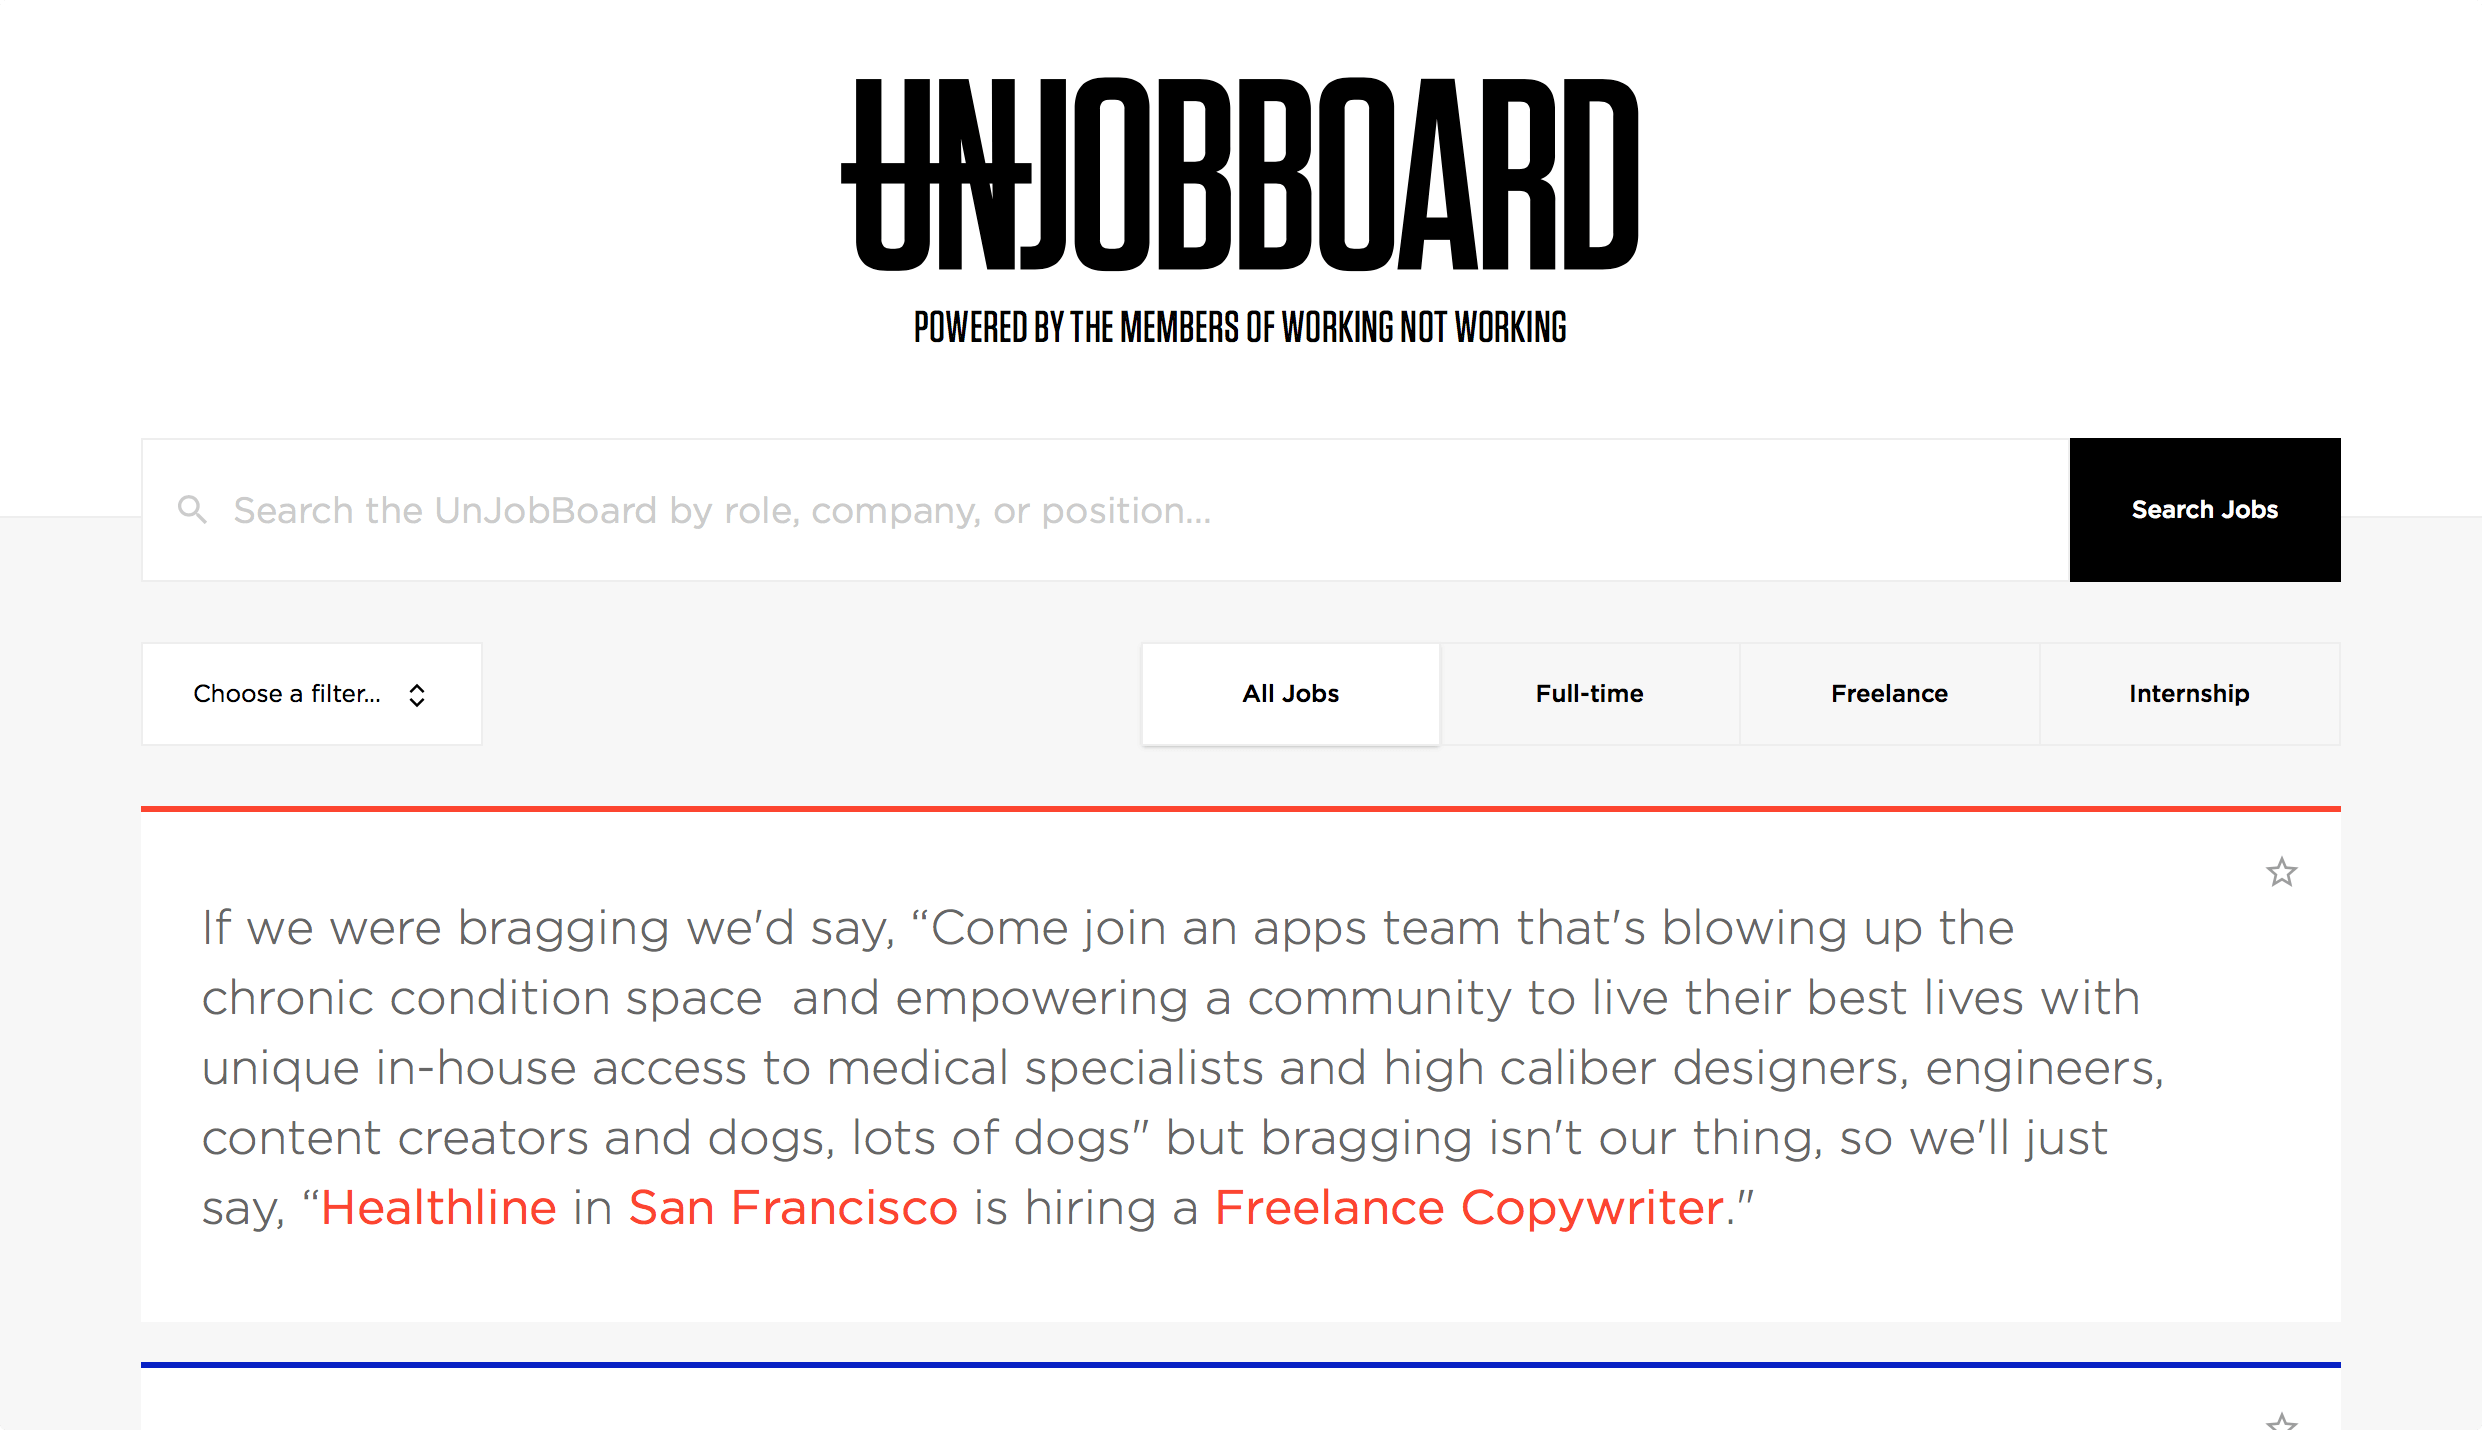 UNJOBBOARD
POWERED BY THE MEMBERS OF WORKING NOT WORKING
Search the UnJobBoard by role, company, or position...
Search Jobs
Choose a filter...
All Jobs
Full-time
Freelance
Internship
If we were bragging we'd say, “Come join an apps team that's blowing up the
chronic condition space  and empowering a community to live their best lives with
unique in-house access to medical specialists and high caliber designers, engineers,
content creators and dogs, lots of dogs" but bragging isn't our thing, so we'll just
say, “Healthline in San Francisco is hiring a Freelance Copywriter."